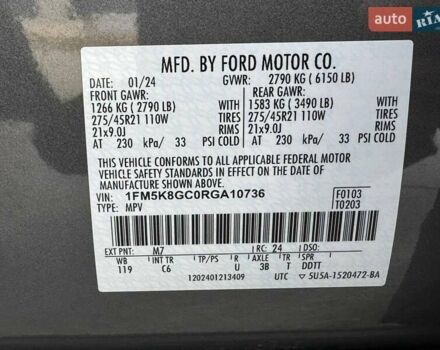 AUTO
RIA
MFD. BY FORD MOTOR CO.
DATE: 01/24 GVWR: 2790 KG ( 6150 LB)
FRONT GAWR: REAR GAWR:
1266 KG ( 2790 LB) 1583 KG ( 3490 LB)
275/45R21 110W TIRES 275/45R21 110W
21x9.0J RIMS 21x9.0J
AT 230 kPa/ 33 PSI COLD AT 230 kPa/ 33 PSI COLD
THIS VEHICLE CONFORMS TO ALL APPLICABLE FEDERAL MOTOR
VEHICLE SAFETY AND THEFT PREVENTION STANDARDS IN
EFFECT ON THE DATE OF MANUFACTURE SHOWN ABOVE.
VIN: 1FM5K8GC0RGA10736 F0103
TYPE: MPV T0203
EXT PNT: M7 RC: 24 DSO:
WB INT TR TP/PS R AXLE TR SPR
119 C6 U 3B T DDTT
1202401213409 UTC 5U5A-1520472-BA